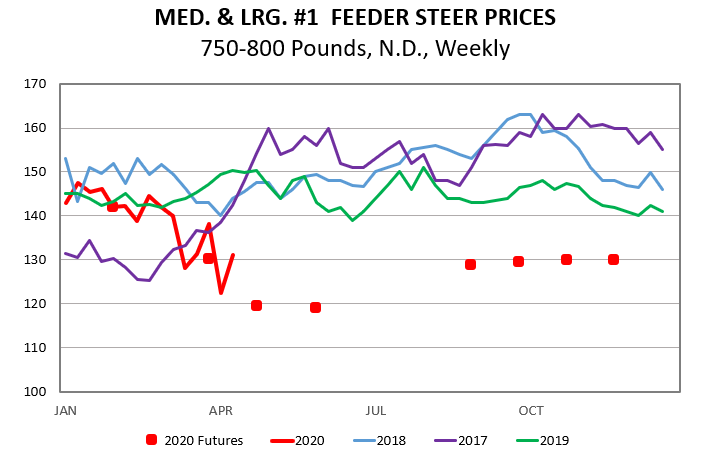 MED. & LRG. #1 FEEDER STEER PRICES
750-800 Pounds, N.D., Weekly
170
160
150
140
130
120
110
100
JAN APR JUL OCT
2020 Futures 2020 2018 2017 2019